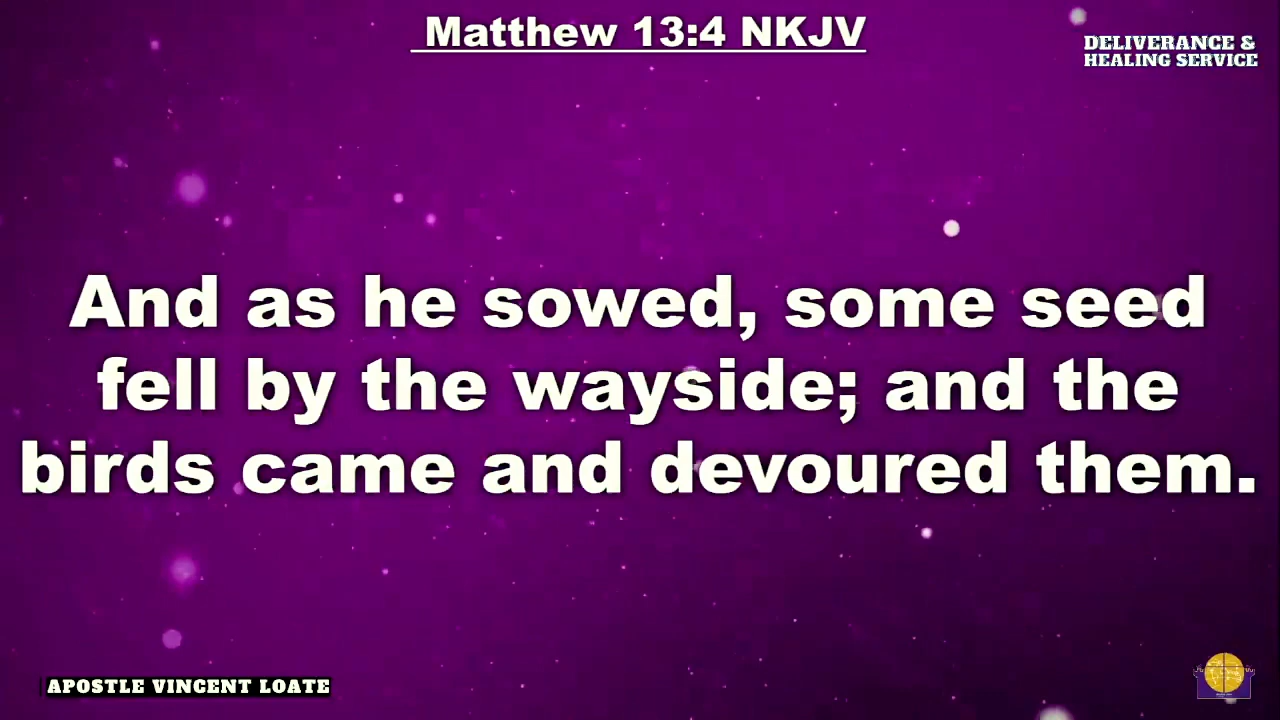 Matthew 13:4 NKJV
DELIVERANCE &
HEALING SERVICE
And as he sowed, some seed
fell by the wayside; and the
birds came and devoured them.
APOSTLE VINCENT LOATE